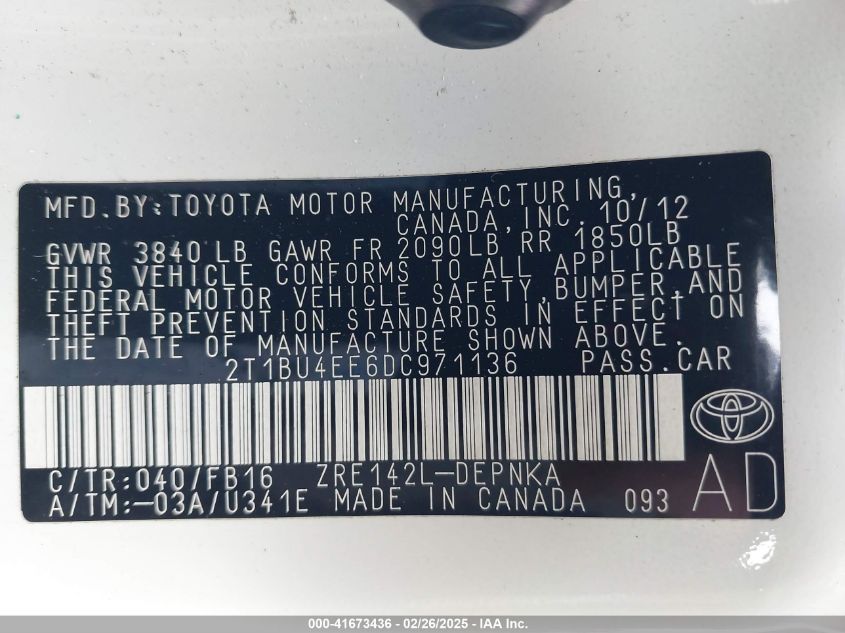 MFD.BY:TOYOTA MOTOR MANUFACTURING,
CANADA,INC. 10/12
GVWR 3840LB GAWR FR 2090LB RR 1850LB
THIS VEHICLE CONFORMS TO ALL APPLICABLE
FEDERAL MOTOR VEHICLE SAFETY,BUMPER,AND
THEFT PREVENTION STANDARDS IN EFFECT ON
THE DATE OF MANUFACTURE SHOWN ABOVE.
2T1BU4EE6DC971136 PASS.CAR
C/TR:040/FB16 ZRE142L-DEPNKA
A/TM:-03A/U341E MADE IN CANADA 093 AD
000-41673436 - 02/26/2025 - IAA Inc.